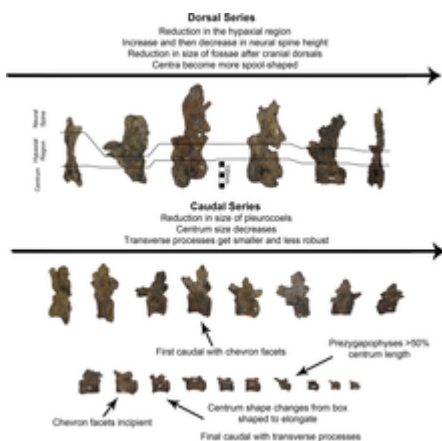 Dorsal Series
Reduction in the hypaxial region
Increase and then decrease in neural spine height
Reduction in size of fossae after cranial dorsals
Centra become more spool-shaped
Neural
Spine
Hypaxial
Region
Centrum
Caudal Series
Reduction in size of pleurocoels
Centrum size decreases
Transverse processes get smaller and less robust
First caudal with chevron facets
Prezygapophyses >50%
centrum length
Chevron facets incipient
Centrum shape changes from box
shaped to elongate
Final caudal with transverse processes